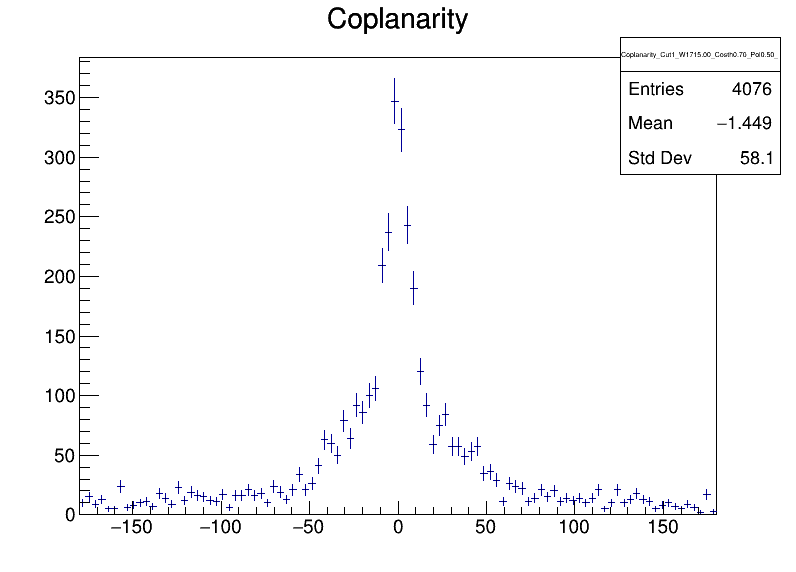 Coplanarity
Coplanarity_Cut1_W1715.00_Costh0.70_Pol0.50_
Entries 4076
Mean −1.449
Std Dev 58.1
350
300
250
200
150
100
50
0
−150 −100 −50 0 50 100 150